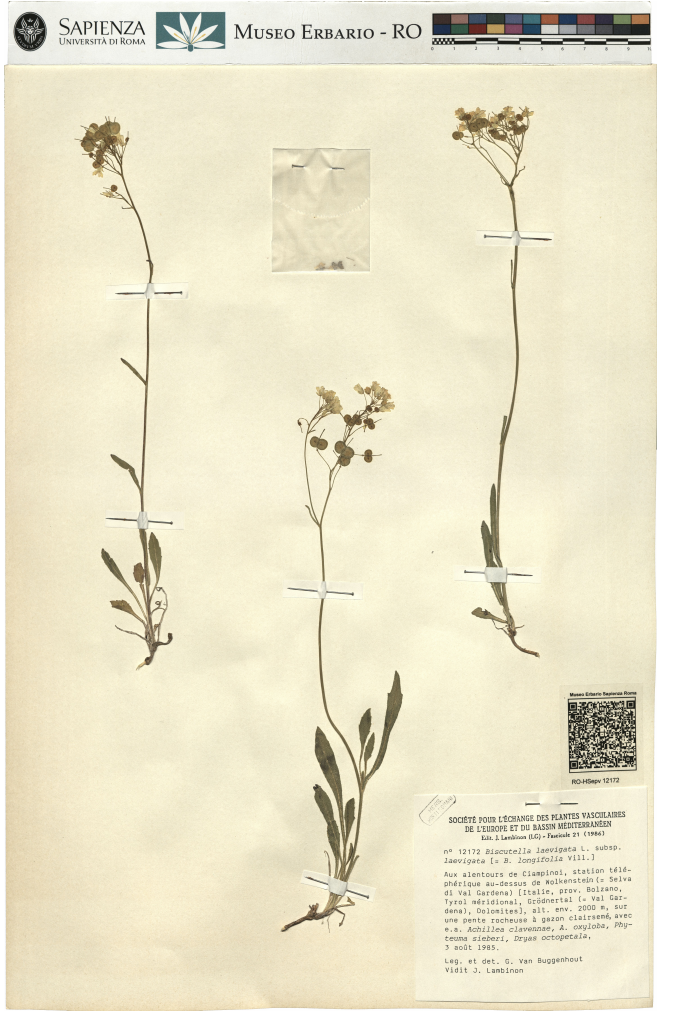 SAPIENZA
UNIVERSITÀ DI ROMA
MUSEO ERBARIO - RO
Museo Erbario Sapienza Roma
RO-HSepv 12172
SOCIÉTÉ POUR L'ÉCHANGE DES PLANTES VASCULAIRES
DE L'EUROPE ET DU BASSIN MÉDITERRANÉEN
Edit. J. Lambinon (LG) - Fascicule 21 (1986)
n° 12172 Biscutella laevigata L. subsp.
laevigata [= B. longifolia Vill.]
Aux alentours de Ciampinoi, station télé-
phérique au-dessus de Wolkenstein (= Selva
di Val Gardena) [Italie, prov. Bolzano,
Tyrol méridional, Grödnertal (= Val Gar-
dena), Dolomites], alt. env. 2000 m, sur
une pente rocheuse à gazon clairsemé, avec
e.a. Achillea clavennae, A. oxyloba, Phy-
teuma sieberi, Dryas octopetala,
3 août 1985.
Leg. et det. G. Van Buggenhout
Vidit J. Lambinon